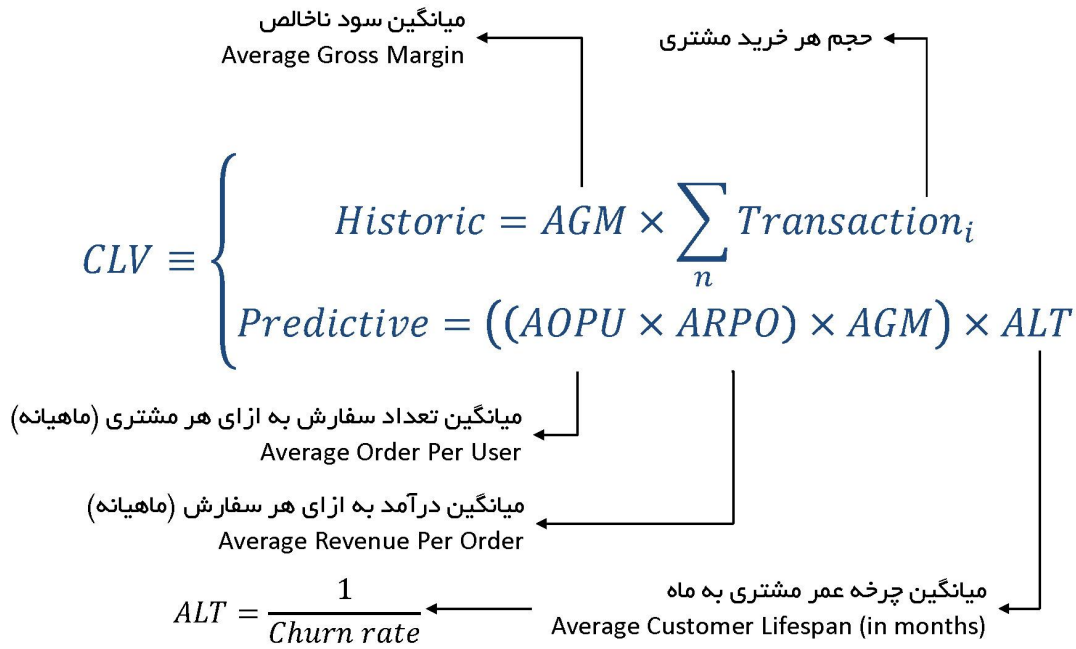 میانگین سود ناخالص
Average Gross Margin
حجم هر خرید مشتری
CLV ≡
Historic = AGM × ∑ Transaction_i
n
Predictive = ((AOPU × ARPO) × AGM) × ALT
میانگین تعداد سفارش به ازای هر مشتری (ماهیانه)
Average Order Per User
میانگین درآمد به ازای هر سفارش (ماهیانه)
Average Revenue Per Order
میانگین چرخه عمر مشتری به ماه
Average Customer Lifespan (in months)
ALT = 1 / Churn rate